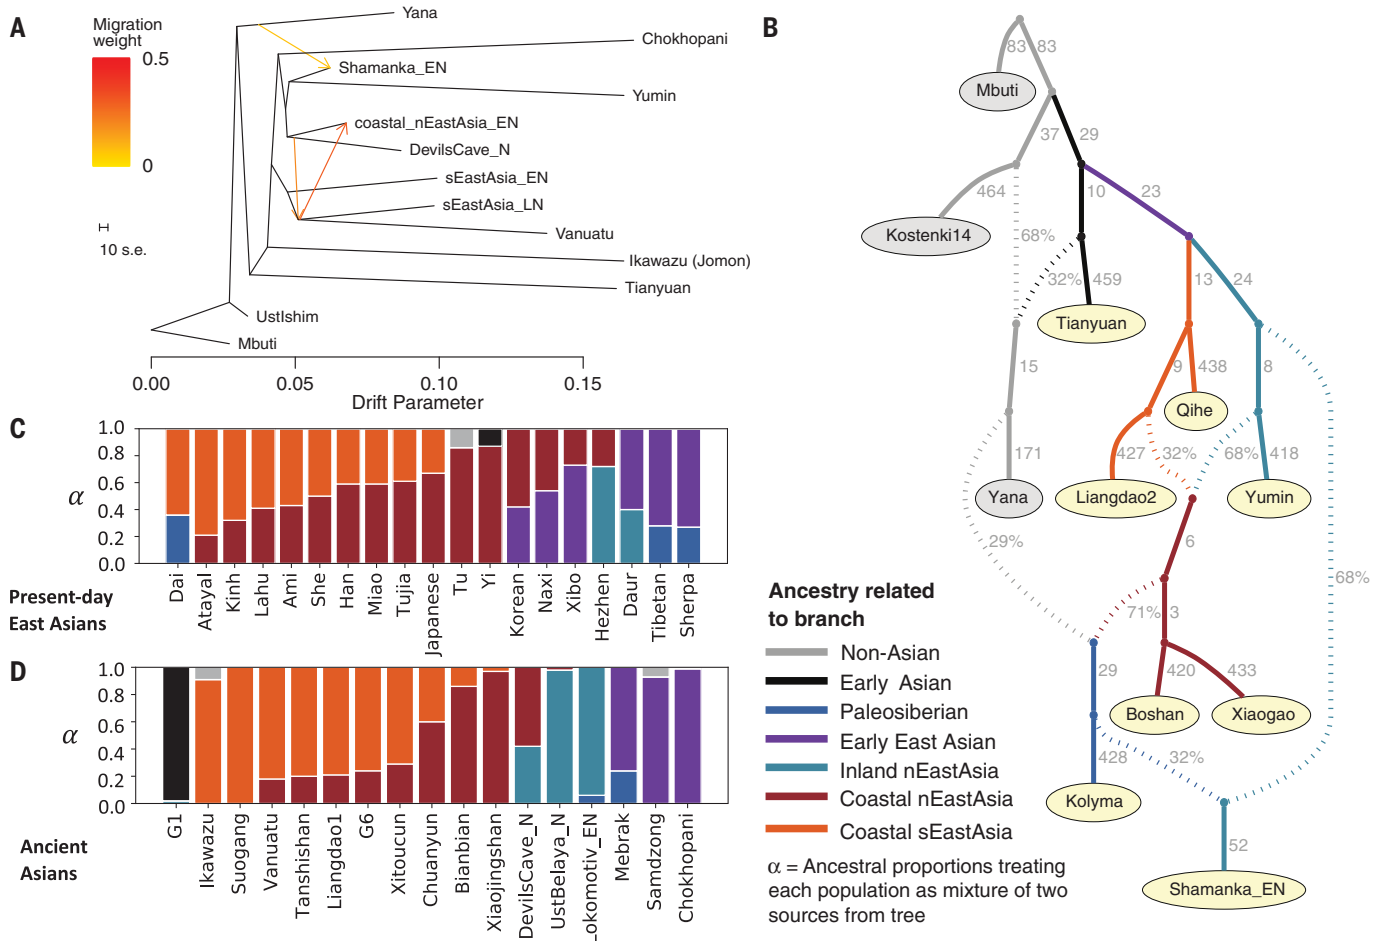 A
Migration
weight
0.5
0
10 s.e.
Yana
Chokhopani
Shamanka_EN
Yumin
coastal_nEastAsia_EN
DevilsCave_N
sEastAsia_EN
sEastAsia_LN
Vanuatu
Ikawazu (Jomon)
Tianyuan
UstIshim
Mbuti
0.00 0.05 0.10 0.15
Drift Parameter
B
83 83
Mbuti
37 29
464 10 23
Kostenki14
68%
32% 459 13 24
Tianyuan
15 9 438 8
Qihe
171 427 32% 68% 418
Yana Liangdao2 Yumin
29% 6
68%
71% 3
29 420 433
Boshan Xiaogao
428 32%
Kolyma
52
Shamanka_EN
Ancestry related
to branch
Non-Asian
Early Asian
Paleosiberian
Early East Asian
Inland nEastAsia
Coastal nEastAsia
Coastal sEastAsia
α = Ancestral proportions treating
each population as mixture of two
sources from tree
C
1.0
0.8
0.6
0.4
0.2
0.0
α
Present-day
East Asians
Dai
Atayal
Kinh
Lahu
Ami
She
Han
Miao
Tujia
Japanese
Tu
Yi
Korean
Naxi
Xibo
Hezhen
Daur
Tibetan
Sherpa
D
1.0
0.8
0.6
0.4
0.2
0.0
α
Ancient
Asians
G1
Ikawazu
Suogang
Vanuatu
Tanshishan
Liangdao1
G6
Xitoucun
Chuanyun
Bianbian
Xiaojingshan
DevilsCave_N
UstBelaya_N
Lokomotiv_EN
Mebrak
Samdzong
Chokhopani